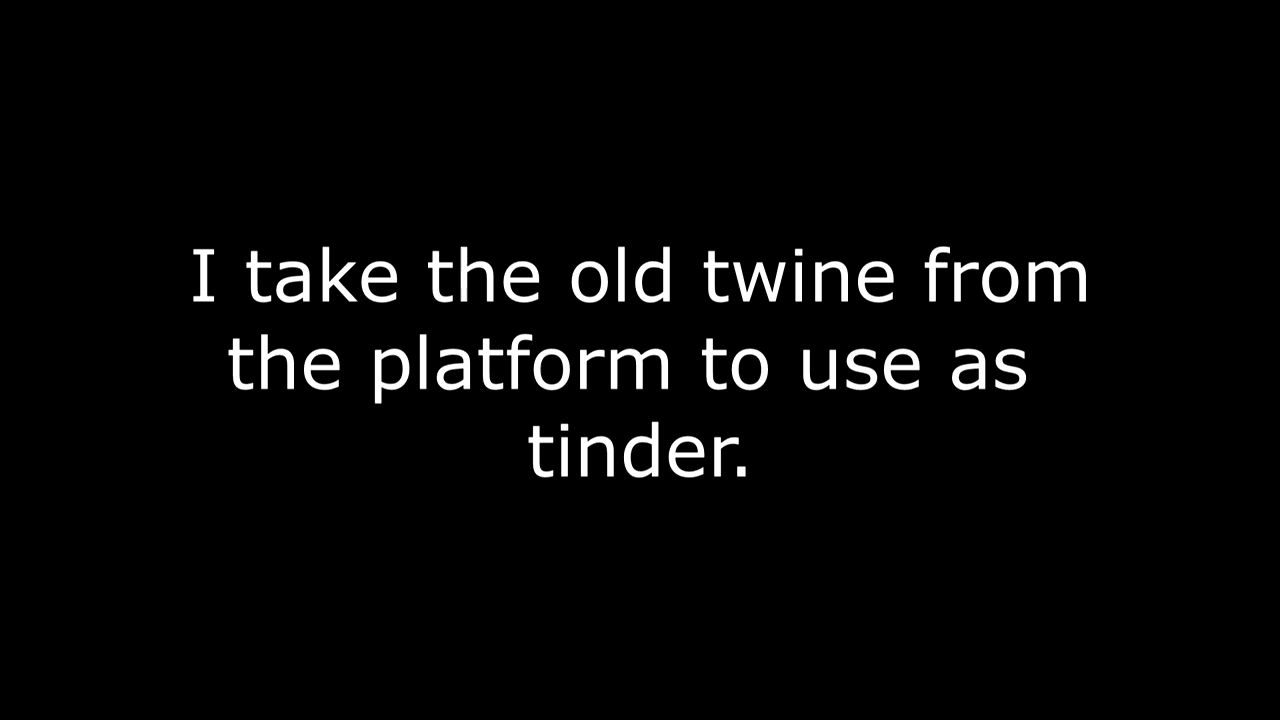 I take the old twine from
the platform to use as
tinder.